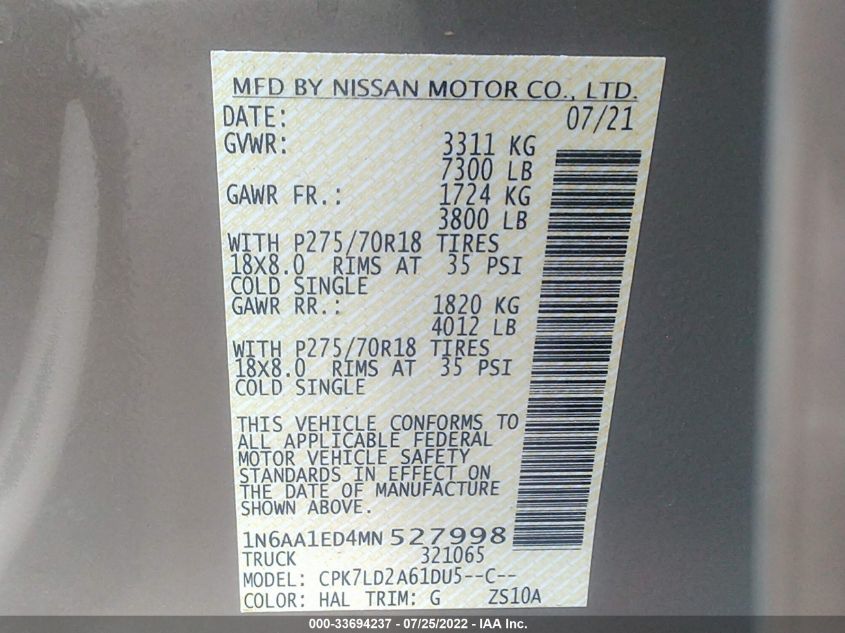 MFD BY NISSAN MOTOR CO., LTD.
DATE: 07/21
GVWR: 3311 KG
7300 LB
GAWR FR.: 1724 KG
3800 LB
WITH P275/70R18 TIRES
18X8.0 RIMS AT 35 PSI
COLD SINGLE
GAWR RR.: 1820 KG
4012 LB
WITH P275/70R18 TIRES
18X8.0 RIMS AT 35 PSI
COLD SINGLE
THIS VEHICLE CONFORMS TO
ALL APPLICABLE FEDERAL
MOTOR VEHICLE SAFETY
STANDARDS IN EFFECT ON
THE DATE OF MANUFACTURE
SHOWN ABOVE.
1N6AA1ED4MN 527998
TRUCK 321065
MODEL: CPK7LD2A61DU5--C--
COLOR: HAL TRIM: G ZS10A
000-33694237 - 07/25/2022 - IAA Inc.